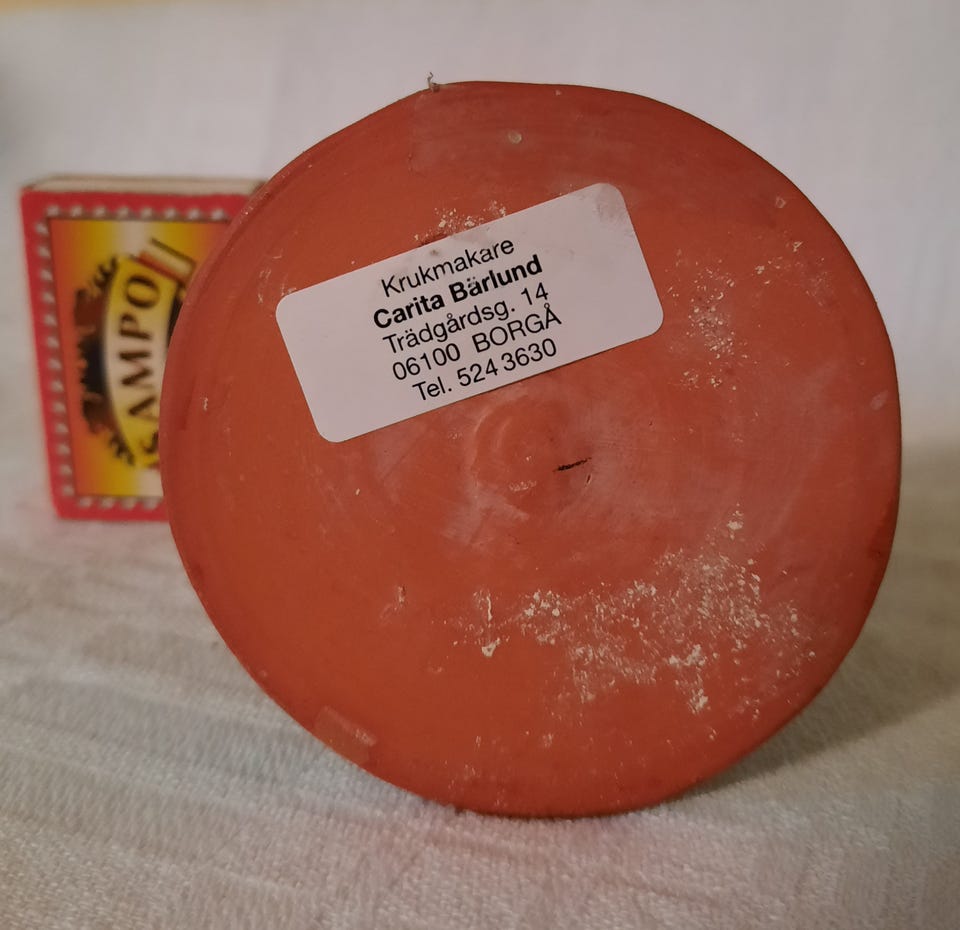 Krukmakare
Carita Bärlund
Trädgårdsg. 14
06100 BORGÅ
Tel. 524 3630
SAMPO